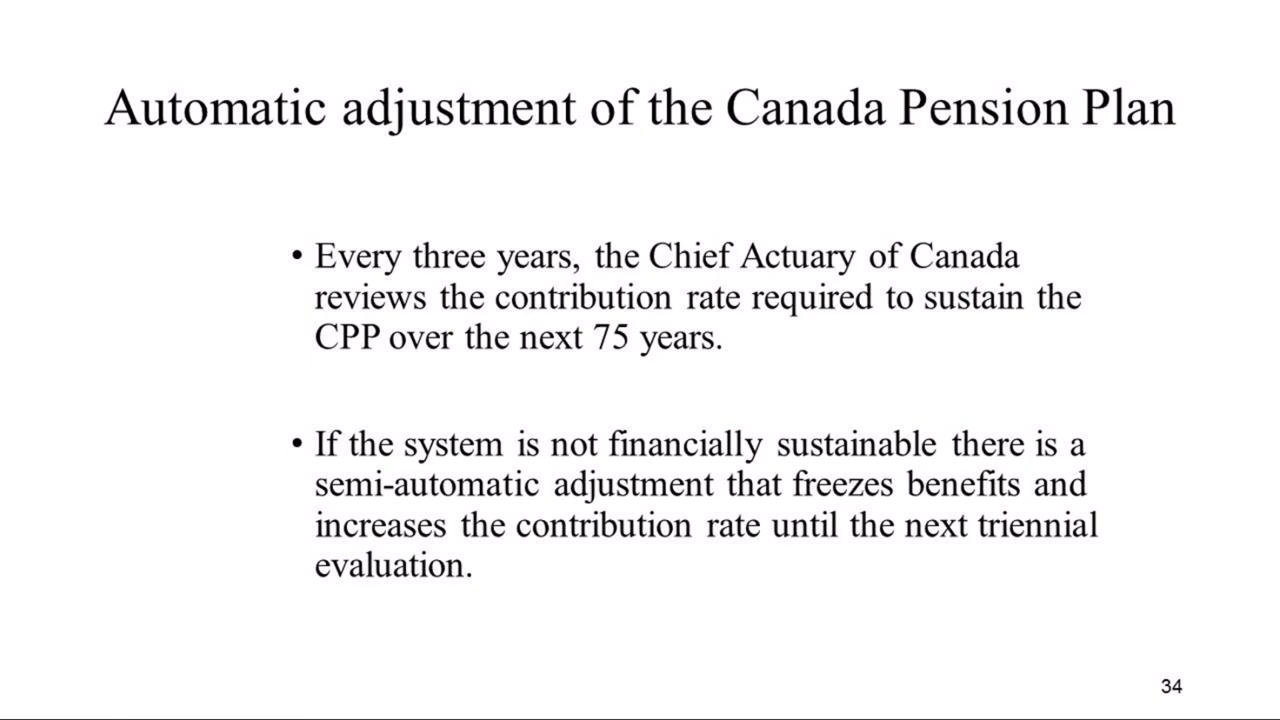 Automatic adjustment of the Canada Pension Plan
• Every three years, the Chief Actuary of Canada
reviews the contribution rate required to sustain the
CPP over the next 75 years.
• If the system is not financially sustainable there is a
semi-automatic adjustment that freezes benefits and
increases the contribution rate until the next triennial
evaluation.
34